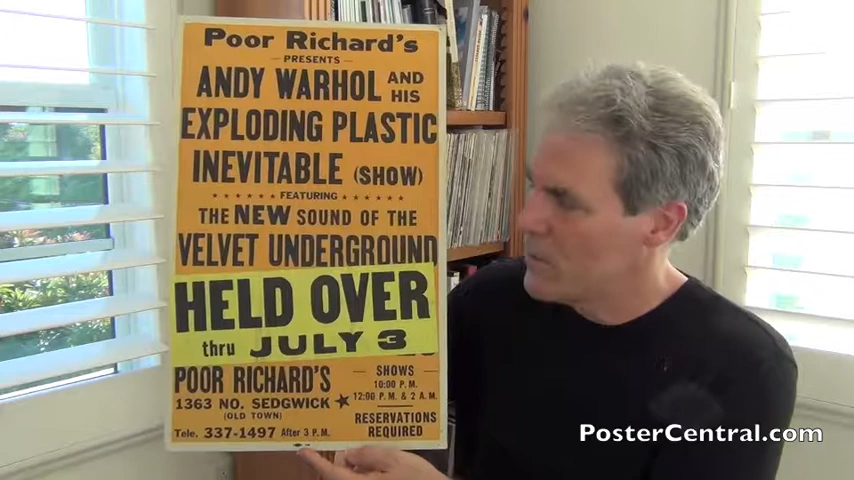 POOR RICHARD'S
PRESENTS
ANDY WARHOL AND HIS
EXPLODING PLASTIC
INEVITABLE (SHOW)
FEATURING
THE NEW SOUND OF THE
VELVET UNDERGROUND
HELD OVER
thru JULY 3
POOR RICHARD'S
1363 NO. SEDGWICK
(OLD TOWN)
Tele. 337-1497 After 3 P.M.
SHOWS
10:00 P.M.
12:00 P.M. & 2 A.M.
RESERVATIONS
REQUIRED
PosterCentral.com